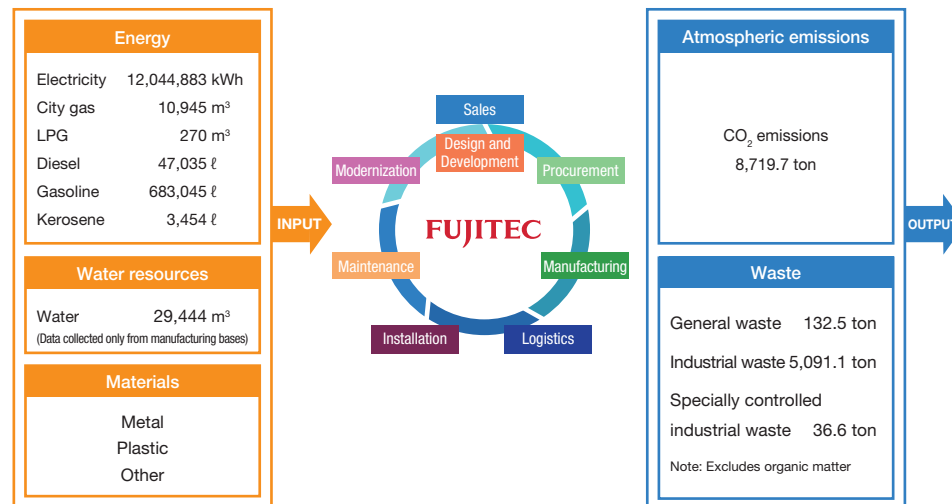 Energy
Electricity 12,044,883 kWh
City gas 10,945 m³
LPG 270 m³
Diesel 47,035 ℓ
Gasoline 683,045 ℓ
Kerosene 3,454 ℓ
Water resources
Water 29,444 m³
(Data collected only from manufacturing bases)
Materials
Metal
Plastic
Other
INPUT
Sales
Design and
Development
Procurement
Manufacturing
Logistics
Installation
Maintenance
Modernization
FUJITEC
Atmospheric emissions
CO₂ emissions
8,719.7 ton
Waste
General waste 132.5 ton
Industrial waste 5,091.1 ton
Specially controlled
industrial waste 36.6 ton
Note: Excludes organic matter
OUTPUT